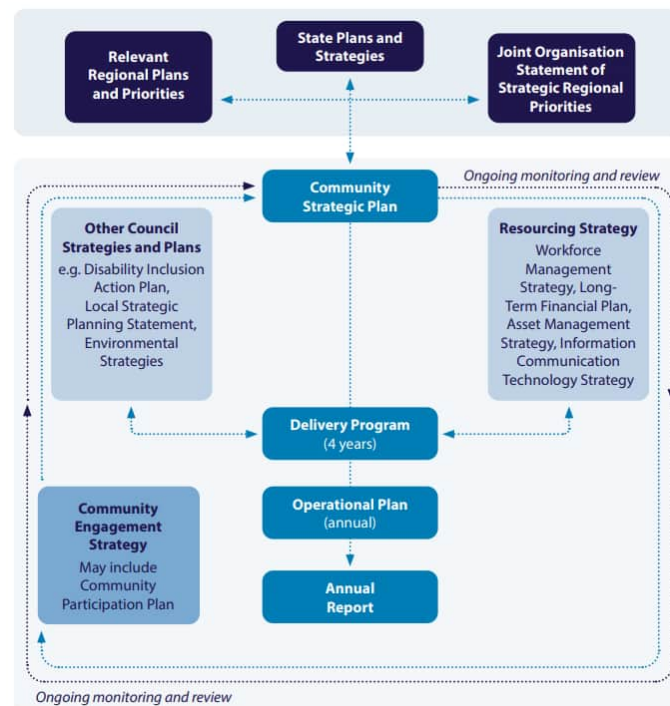 State Plans and
Strategies
Relevant
Regional Plans
and Priorities
Joint Organisation
Statement of
Strategic Regional
Priorities
Ongoing monitoring and review
Community
Strategic Plan
Other Council
Strategies and Plans
e.g. Disability Inclusion
Action Plan,
Local Strategic
Planning Statement,
Environmental
Strategies
Resourcing Strategy
Workforce
Management
Strategy, Long-
Term Financial Plan,
Asset Management
Strategy, Information
Communication
Technology Strategy
Delivery Program
(4 years)
Community
Engagement
Strategy
May include
Community
Participation Plan
Operational Plan
(annual)
Annual
Report
Ongoing monitoring and review